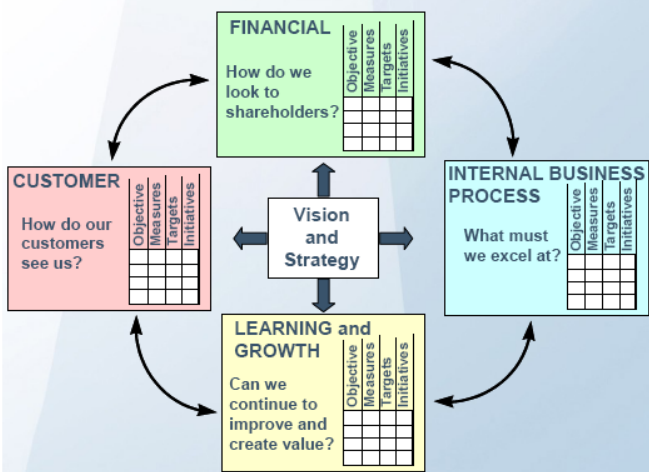 FINANCIAL
How do we
look to
shareholders?
Objective
Measures
Targets
Initiatives
CUSTOMER
How do our
customers
see us?
Objective
Measures
Targets
Initiatives
Vision
and
Strategy
INTERNAL BUSINESS
PROCESS
What must
we excel at?
Objective
Measures
Targets
Initiatives
LEARNING and
GROWTH
Can we
continue to
improve and
create value?
Objective
Measures
Targets
Initiatives